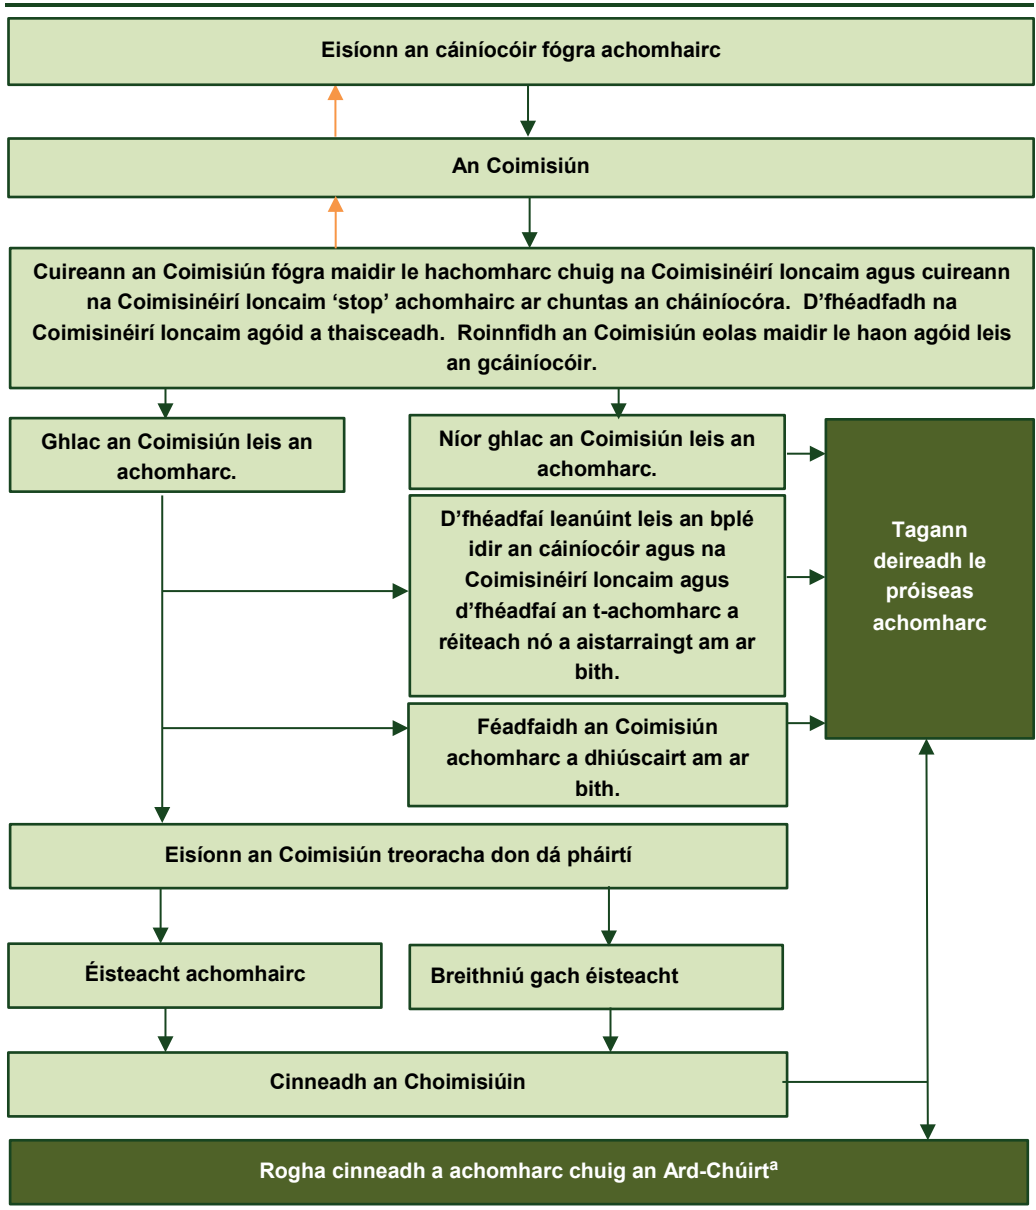 Eisíonn an cáiníocóir fógra achomhairc
An Coimisiún
Cuireann an Coimisiún fógra maidir le hachomharc chuig na Coimisinéirí Ioncaim agus cuireann
na Coimisinéirí Ioncaim ‘stop’ achomhairc ar chuntas an cháiníocóra. D’fhéadfadh na
Coimisinéirí Ioncaim agóid a thaisceadh. Roinnfidh an Coimisiún eolas maidir le haon agóid leis
an gcáiníocóir.
Ghlac an Coimisiún leis an
achomharc.
Níor ghlac an Coimisiún leis an
achomharc.
D’fhéadfaí leanúint leis an bplé
idir an cáiníocóir agus na
Coimisinéirí Ioncaim agus
d’fhéadfaí an t-achomharc a
réiteach nó a aistarraingt am ar
bith.
Tagann
deireadh le
próiseas
achomharc
Féadfaidh an Coimisiún
achomharc a dhiúscairt am ar
bith.
Eisíonn an Coimisiún treoracha don dá pháirtí
Éisteacht achomhairc
Breithniú gach éisteacht
Cinneadh an Choimisiúin
Rogha cinneadh a achomharc chuig an Ard-Chúirtᵃ